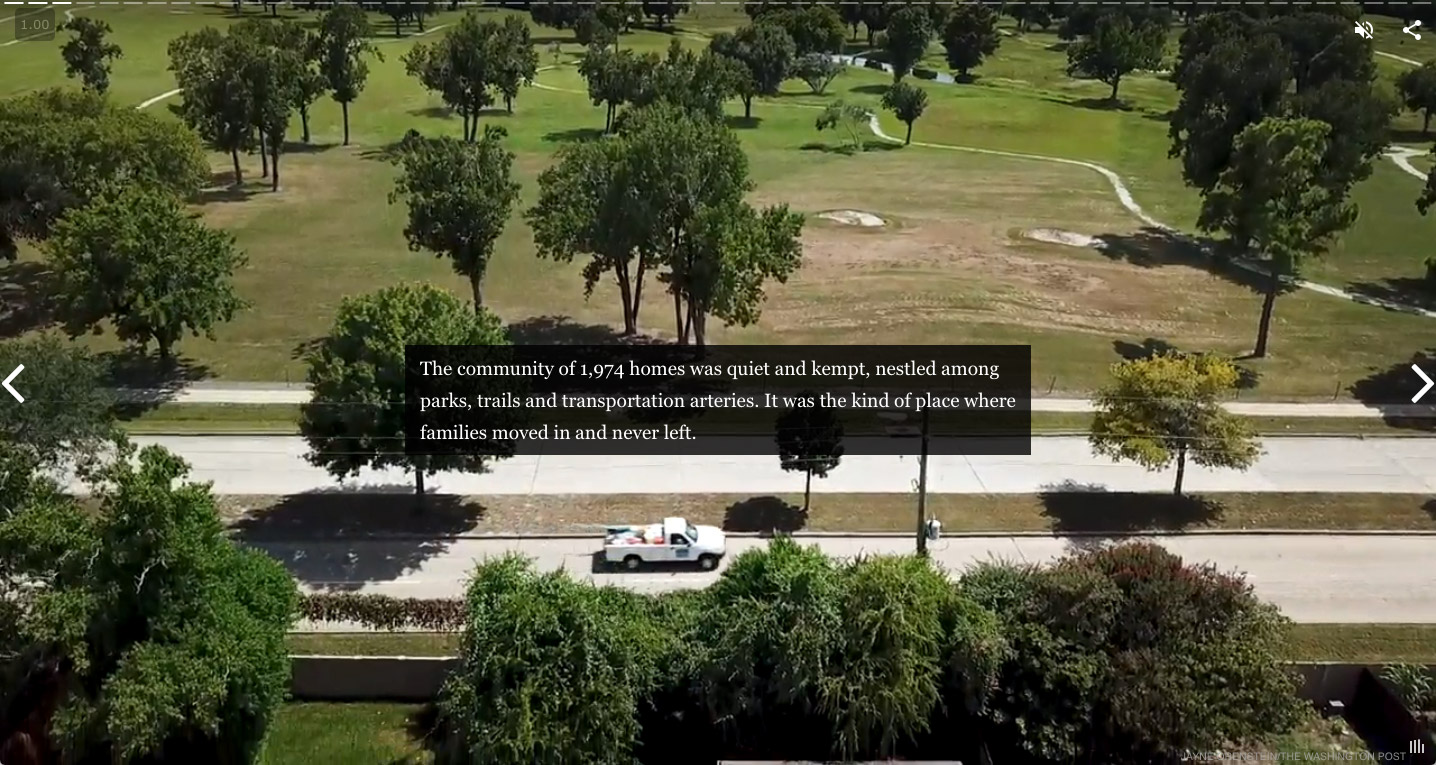 1.00
The community of 1,974 homes was quiet and kempt, nestled among
parks, trails and transportation arteries. It was the kind of place where
families moved in and never left.
THE WASHINGTON POST